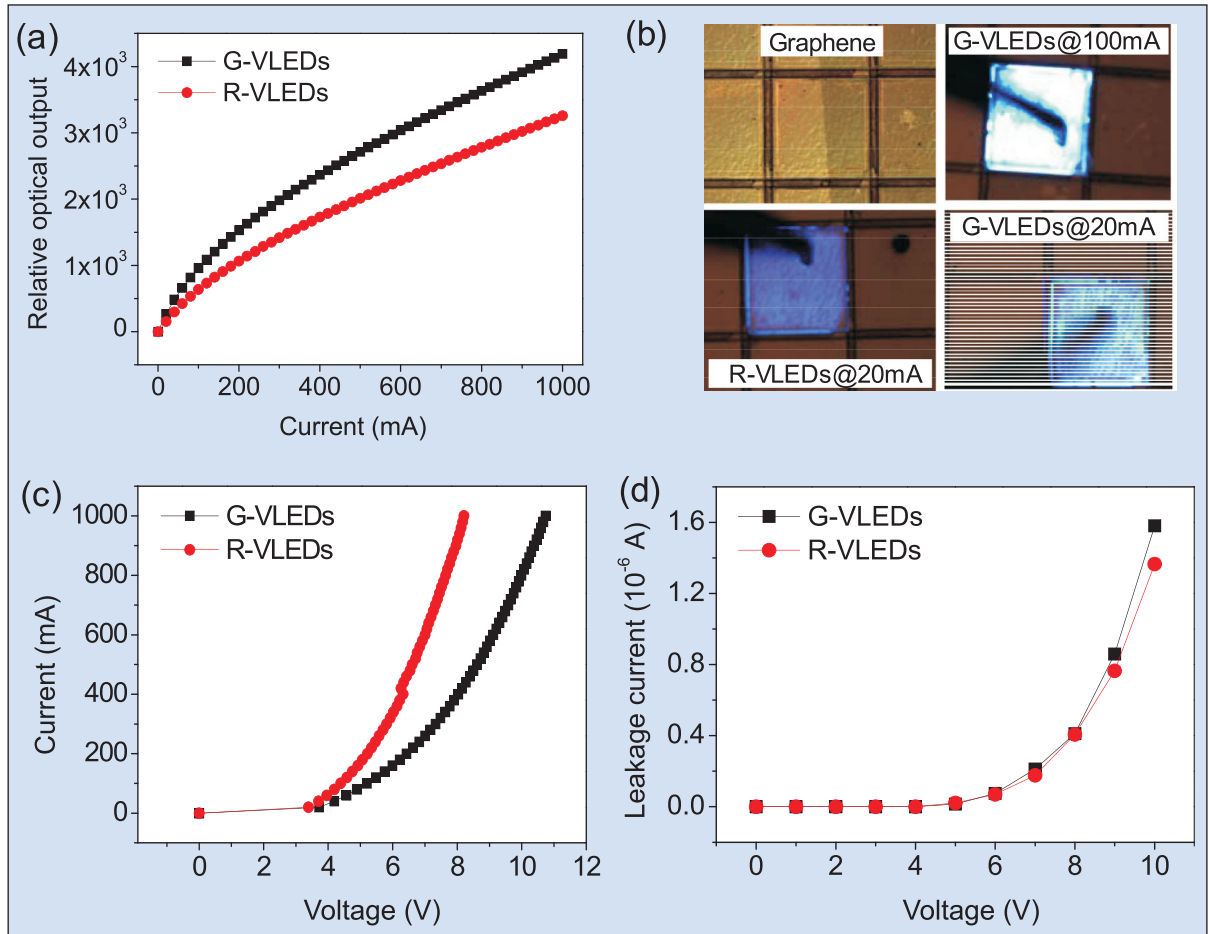 (a)
G-VLEDs
R-VLEDs
4x10³
3x10³
2x10³
1x10³
0
Relative optical output
0 200 400 600 800 1000
Current (mA)
(b)
Graphene
G-VLEDs@100mA
R-VLEDs@20mA
G-VLEDs@20mA
(c)
G-VLEDs
R-VLEDs
1000
800
600
400
200
0
Current (mA)
0 2 4 6 8 10 12
Voltage (V)
(d)
G-VLEDs
R-VLEDs
1.6
1.2
0.8
0.4
0.0
Leakage current (10⁻⁶ A)
0 2 4 6 8 10
Voltage (V)